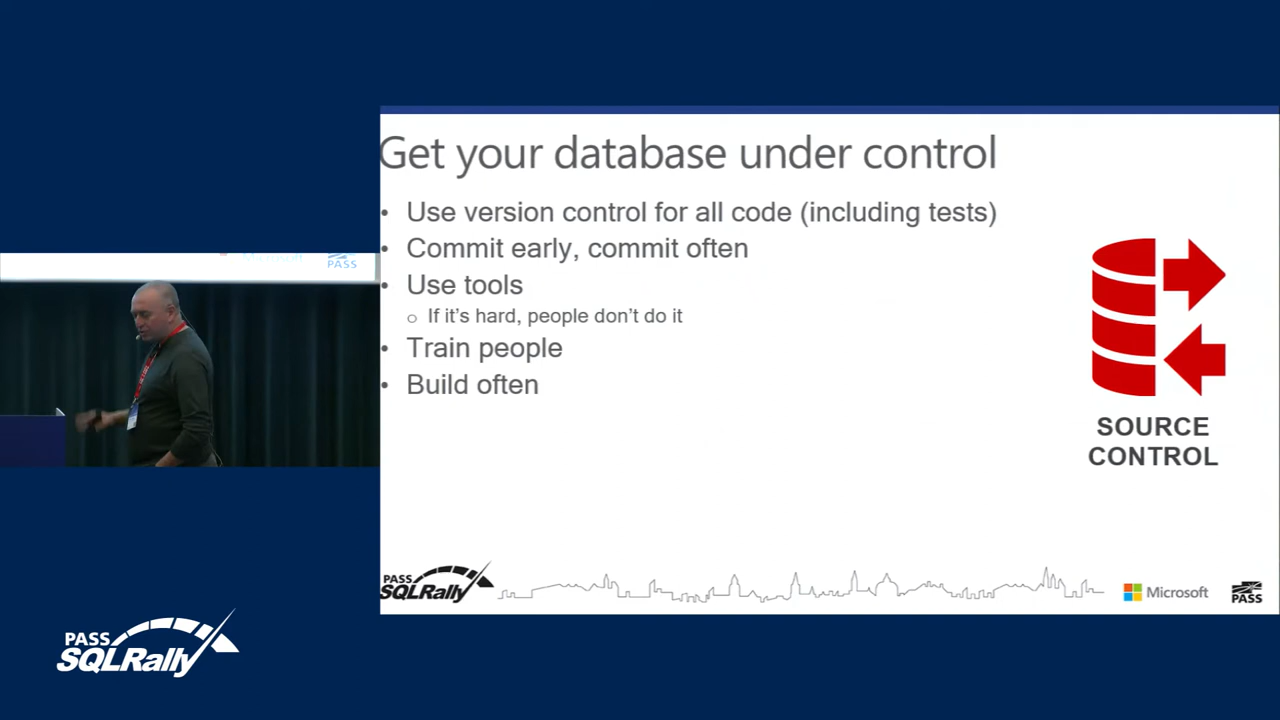 Get your database under control
• Use version control for all code (including tests)
• Commit early, commit often
• Use tools
o If it's hard, people don't do it
• Train people
• Build often
SOURCE
CONTROL
Microsoft
PASS
PASS
SQLRally
Microsoft
PASS
PASS
SQLRally